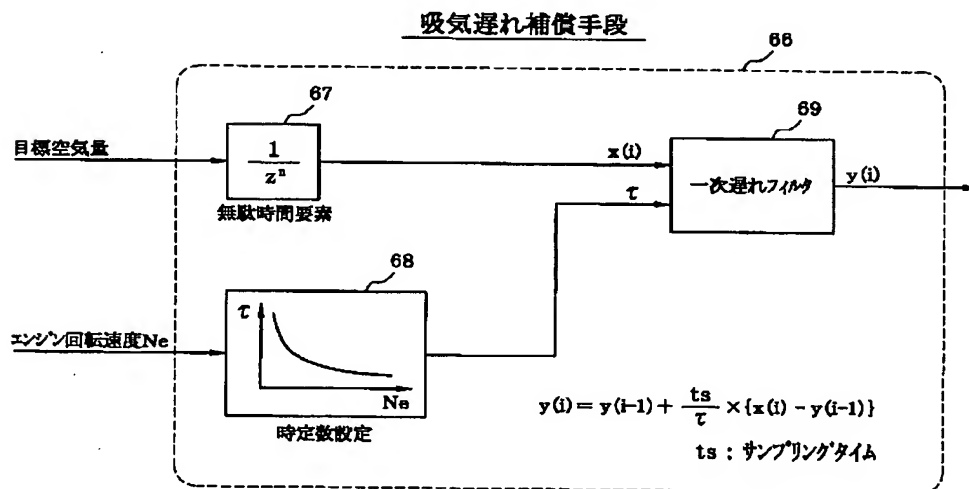 吸気遅れ補償手段
66
67
69
目標空気量
1
zⁿ
x(i)
一次遅れフィルタ
y(i)
無駄時間要素
τ
68
τ
エンジン回転速度Ne
Ne
時定数設定
y(i) = y(i-1) + ts/τ × {x(i) - y(i-1)}
ts : サンプリングタイム